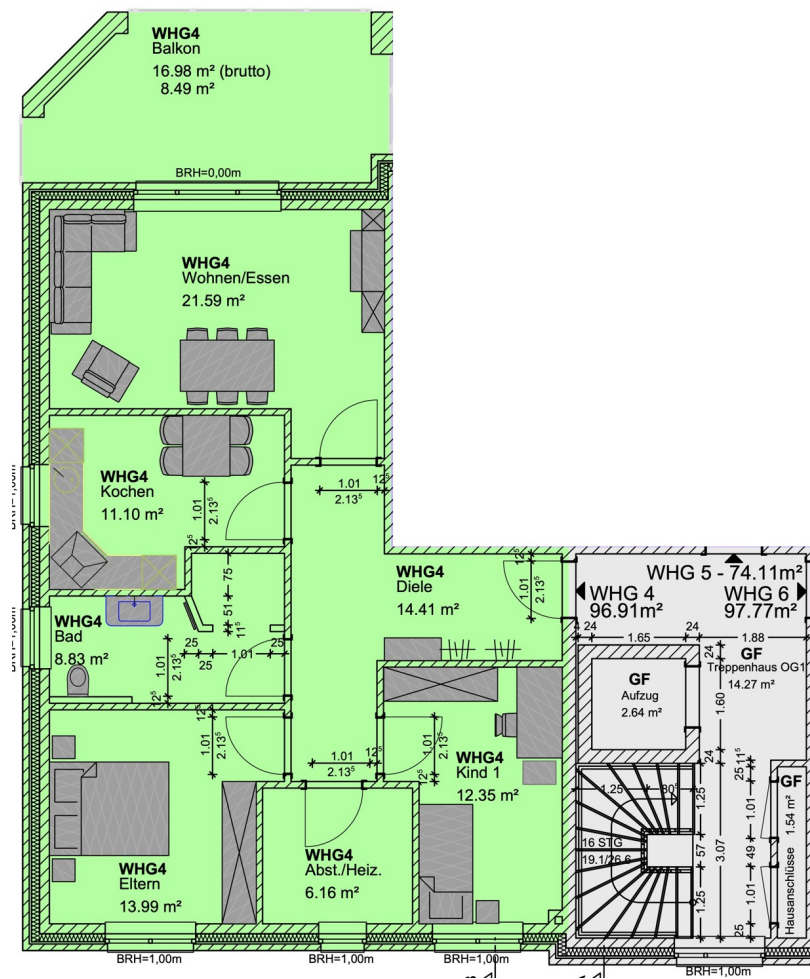 WHG4
Balkon
16.98 m² (brutto)
8.49 m²
BRH=0,00m
WHG4
Wohnen/Essen
21.59 m²
WHG4
Kochen
11.10 m²
1.01
2.13⁵
12⁵
1.01
2.13⁵
12⁵
75
51
11⁵
25
25
1.01
WHG4
Bad
8.83 m²
1.01
2.13⁵
12⁵
WHG4
Diele
14.41 m²
12⁵
1.01
2.13⁵
WHG 5 - 74.11m²
WHG 4
96.91m²
WHG 6
97.77m²
24
1.65
24
1.88
GF
Treppenhaus OG1
14.27 m²
GF
Aufzug
2.64 m²
24
1.60
24
12⁵
1.01
2.13⁵
1.01
2.13⁵
12⁵
1.01
2.13⁵
12⁵
WHG4
Kind 1
12.35 m²
WHG4
Eltern
13.99 m²
WHG4
Abst./Heiz.
6.16 m²
1.25
80⁵
16 STG
19.1/26.6
1.25
57
1.25
3.07
11⁵
25
1.01
49
1.01
25
GF
Hausanschlüsse
1.54 m²
BRH=1,00m
BRH=1,00m
BRH=1,00m
BRH=1,00m